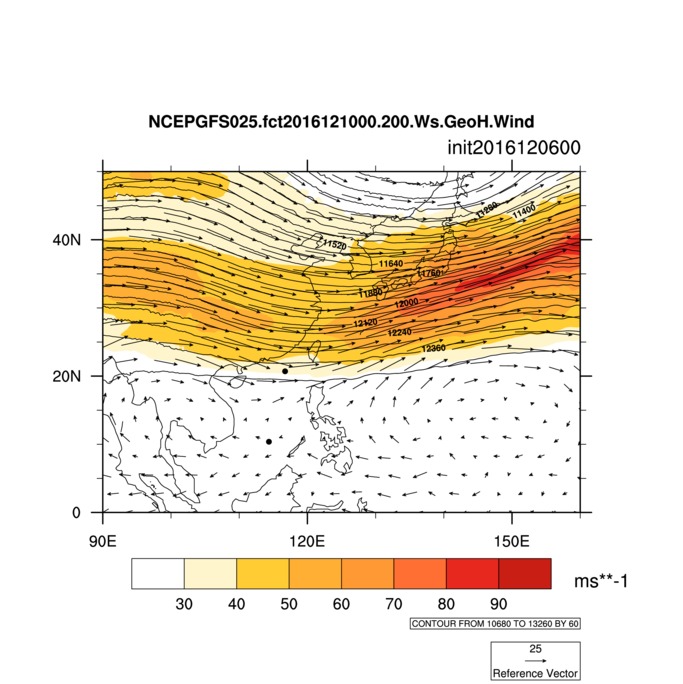 NCEPGFS025.fct2016121000.200.Ws.GeoH.Wind
init2016120600
11280
11400
40N
11520
11640
11760
11880
12000
12120
12240
12360
20N
0
90E 120E 150E
ms**-1
30 40 50 60 70 80 90
CONTOUR FROM 10680 TO 13260 BY 60
25
Reference Vector